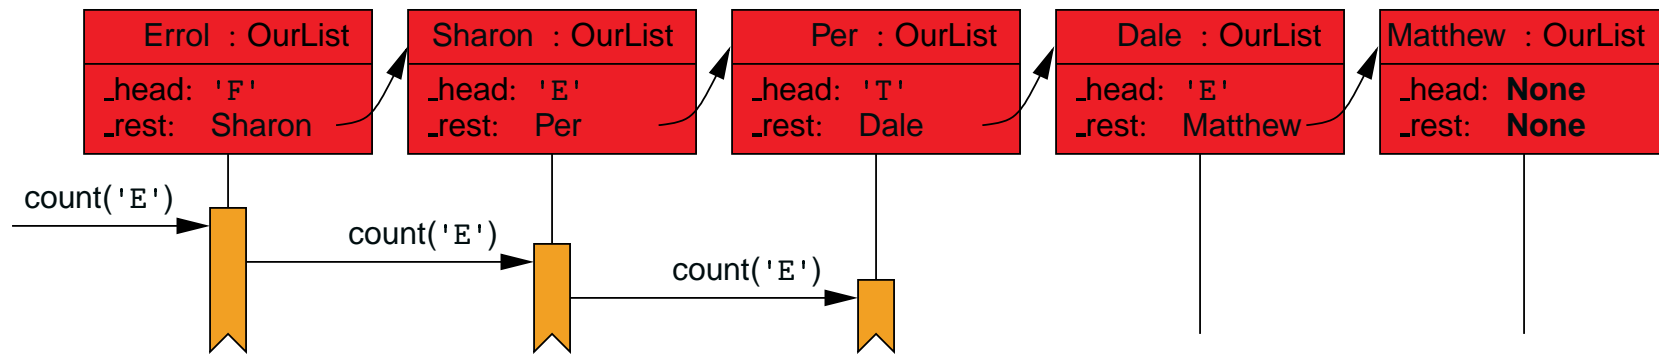 Errol : OurList
_head: 'F'
_rest: Sharon
Sharon : OurList
_head: 'E'
_rest: Per
Per : OurList
_head: 'T'
_rest: Dale
Dale : OurList
_head: 'E'
_rest: Matthew
Matthew : OurList
_head: None
_rest: None
count('E')
count('E')
count('E')